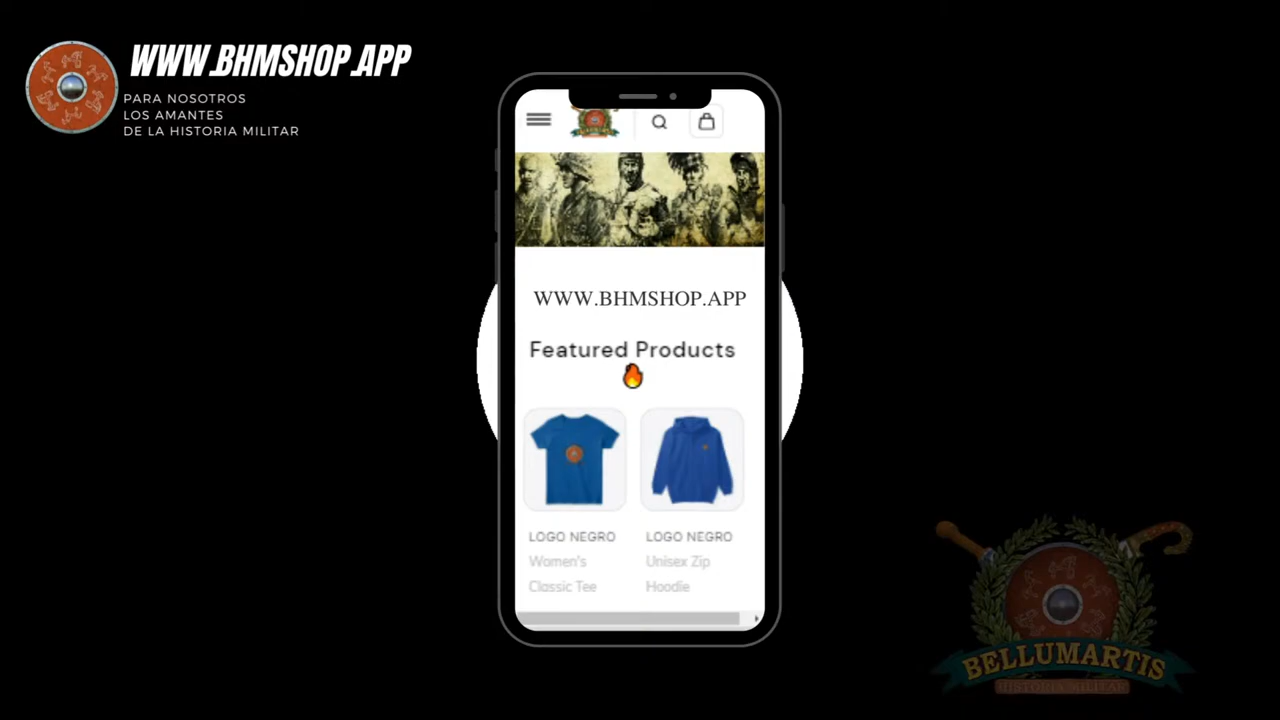 WWW.BHMSHOP.APP
PARA NOSOTROS
LOS AMANTES
DE LA HISTORIA MILITAR
WWW.BHMSHOP.APP
Featured Products
LOGO NEGRO
Women's
Classic Tee
LOGO NEGRO
Unisex Zip
Hoodie
BELLUMARTIS
HISTORIA MILITAR